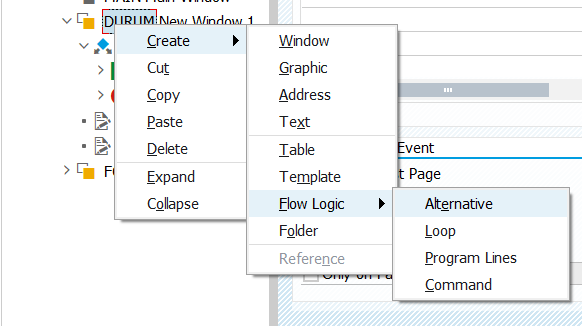 MAIN Main Window
DURUM New Window 1
Create
Cut
Copy
Paste
Delete
Expand
Collapse
Window
Graphic
Address
Text
Table
Template
Flow Logic
Folder
Reference
Alternative
Loop
Program Lines
Command
Event
t Page
Only on Pa
F